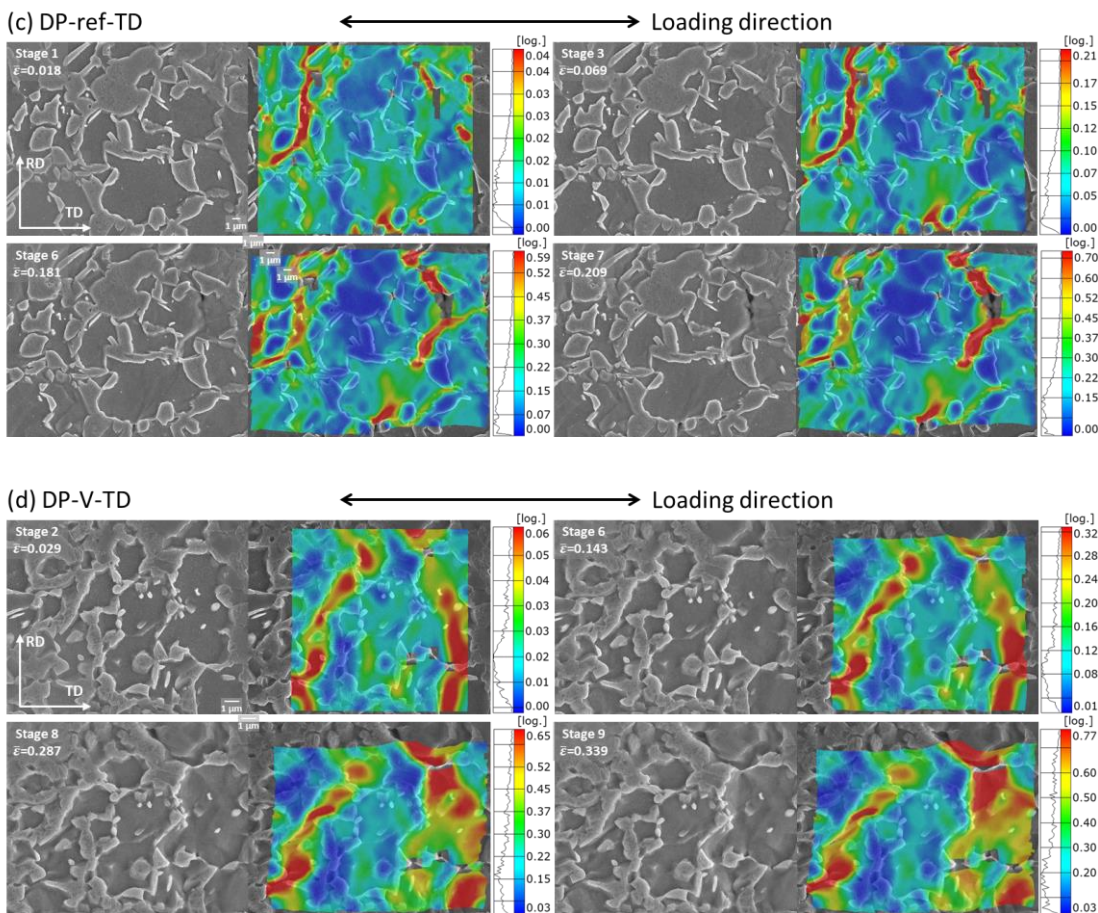 (c) DP-ref-TD
Loading direction
Stage 1
ε̄=0.018
RD
TD
1 μm
[log.]
0.04
0.04
0.03
0.03
0.02
0.01
0.01
0.00
Stage 3
ε̄=0.069
[log.]
0.21
0.17
0.15
0.12
0.10
0.07
0.05
0.00
Stage 6
ε̄=0.181
1 μm
1 μm
[log.]
0.59
0.52
0.45
0.37
0.30
0.22
0.15
0.07
0.00
Stage 7
ε̄=0.209
[log.]
0.70
0.60
0.50
0.40
0.35
0.25
0.15
0.00
(d) DP-V-TD
Loading direction
Stage 2
ε̄=0.029
RD
TD
1 μm
[log.]
0.06
0.05
0.04
0.03
0.03
0.02
0.01
0.00
Stage 6
ε̄=0.143
[log.]
0.32
0.28
0.24
0.20
0.16
0.12
0.08
0.01
Stage 8
ε̄=0.287
1 μm
[log.]
0.65
0.52
0.45
0.37
0.30
0.22
0.15
0.03
Stage 9
ε̄=0.339
[log.]
0.77
0.60
0.50
0.40
0.30
0.20
0.10
0.03